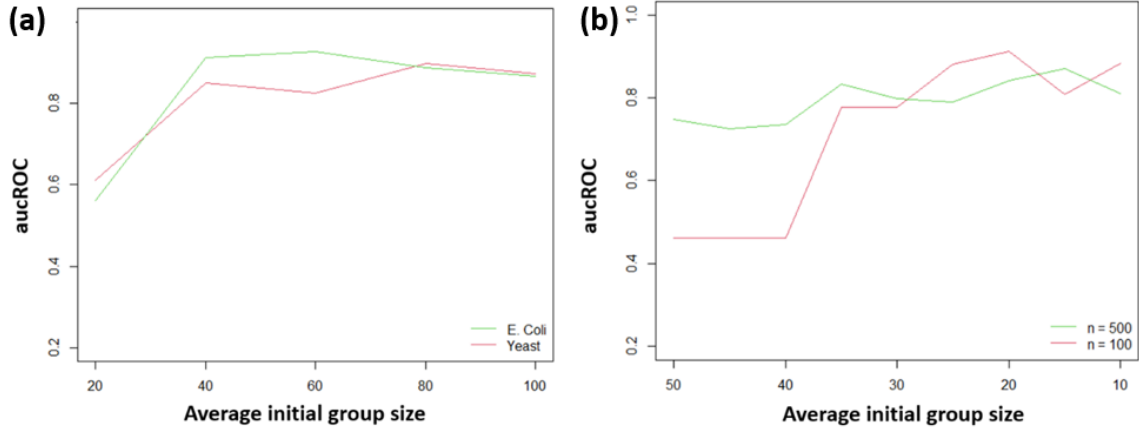 (a)
aucROC
0.8
0.6
0.4
0.2
20 40 60 80 100
Average initial group size
E. Coli
Yeast
(b)
aucROC
1.0
0.8
0.6
0.4
0.2
50 40 30 20 10
Average initial group size
n = 500
n = 100